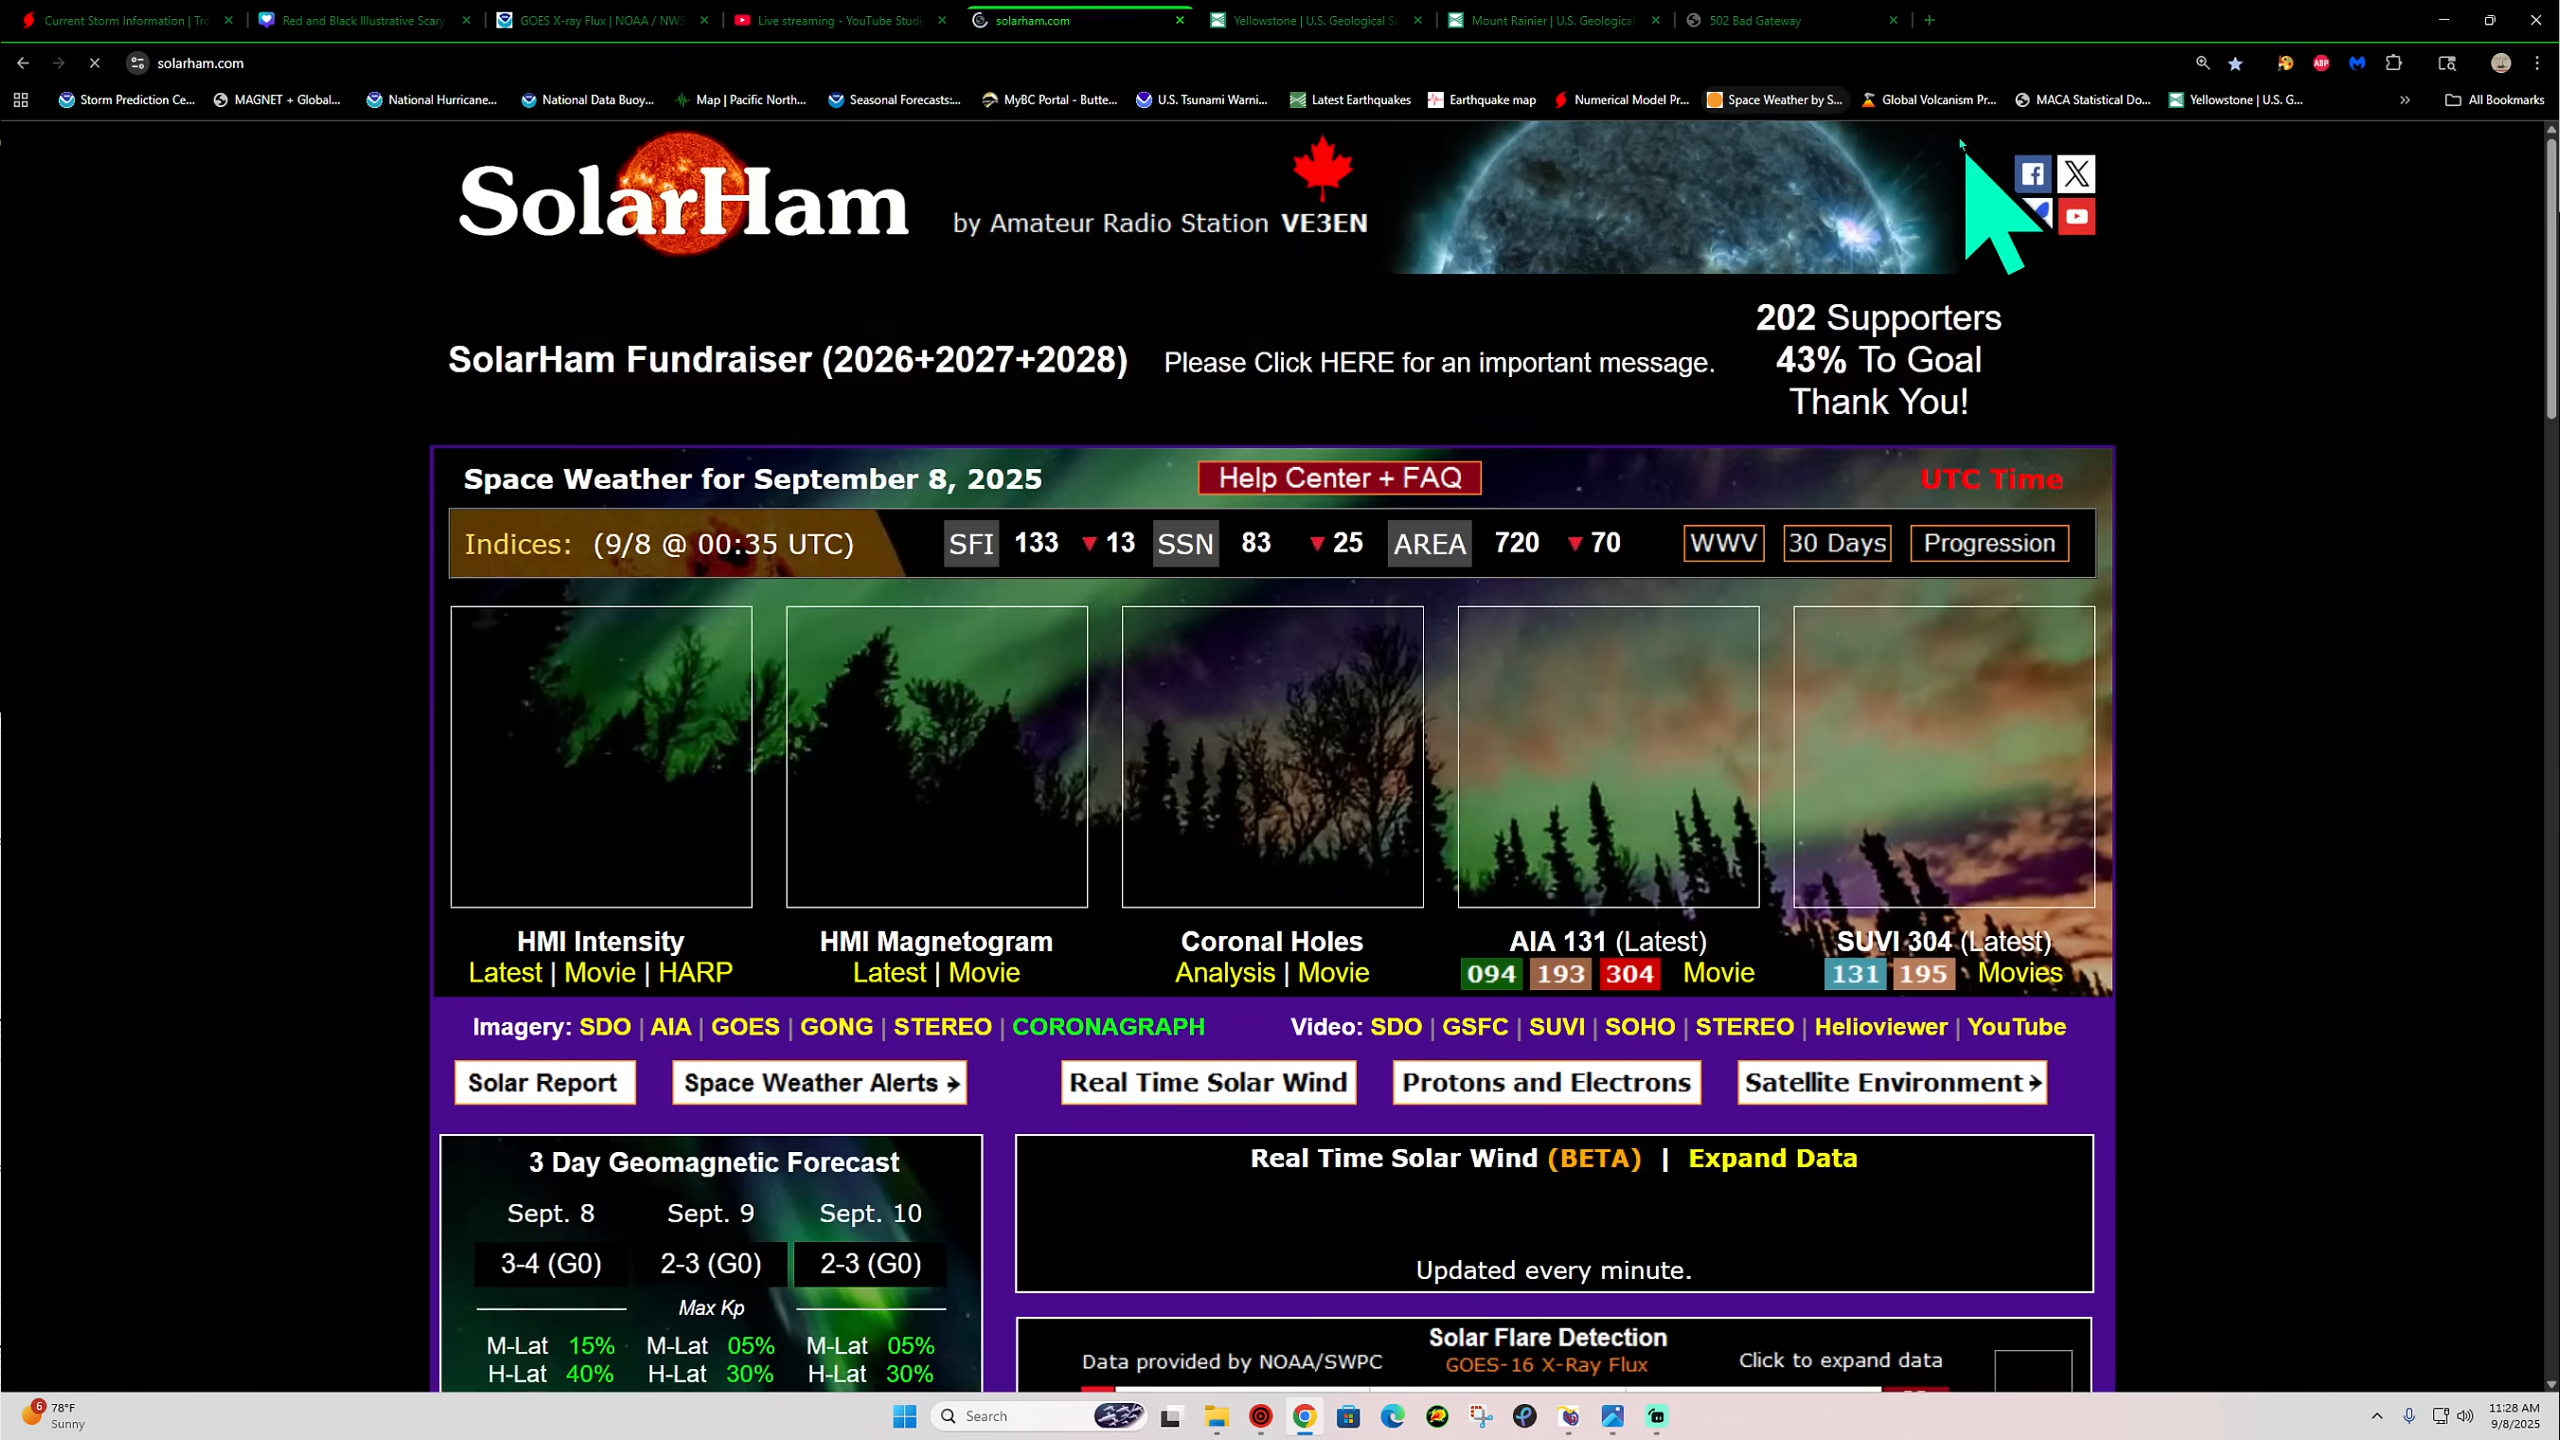 Current Storm Information | Tro
Red and Black Illustrative Scary
GOES X-ray Flux | NOAA / NWS
Live streaming - YouTube Studi
solarham.com
Yellowstone | U.S. Geological Su
Mount Rainier | U.S. Geological
502 Bad Gateway
solarham.com
ABP
Storm Prediction Ce...
MAGNET + Global...
National Hurricane...
National Data Buoy...
Map | Pacific North...
Seasonal Forecasts:...
MyBC Portal - Butte...
U.S. Tsunami Warni...
Latest Earthquakes
Earthquake map
Numerical Model Pr...
Space Weather by S...
Global Volcanism Pr...
MACA Statistical Do...
Yellowstone | U.S. G...
All Bookmarks
SolarHam
by Amateur Radio Station VE3EN
SolarHam Fundraiser (2026+2027+2028)
Please Click HERE for an important message.
202 Supporters
43% To Goal
Thank You!
Space Weather for September 8, 2025
Help Center + FAQ
UTC Time
Indices: (9/8 @ 00:35 UTC)
SFI 133 ▼ 13 SSN 83 ▼ 25 AREA 720 ▼ 70
WWV 30 Days Progression
HMI Intensity
Latest | Movie | HARP
HMI Magnetogram
Latest | Movie
Coronal Holes
Analysis | Movie
AIA 131 (Latest)
094 193 304 Movie
SUVI 304 (Latest)
131 195 Movies
Imagery: SDO | AIA | GOES | GONG | STEREO | CORONAGRAPH
Video: SDO | GSFC | SUVI | SOHO | STEREO | Helioviewer | YouTube
Solar Report
Space Weather Alerts
Real Time Solar Wind
Protons and Electrons
Satellite Environment
3 Day Geomagnetic Forecast
Sept. 8 Sept. 9 Sept. 10
3-4 (G0) 2-3 (G0) 2-3 (G0)
Max Kp
M-Lat 15% M-Lat 05% M-Lat 05%
H-Lat 40% H-Lat 30% H-Lat 30%
Real Time Solar Wind (BETA) | Expand Data
Updated every minute.
Solar Flare Detection
Data provided by NOAA/SWPC
GOES-16 X-Ray Flux
Click to expand data
6
78°F
Sunny
Search
11:28 AM
9/8/2025